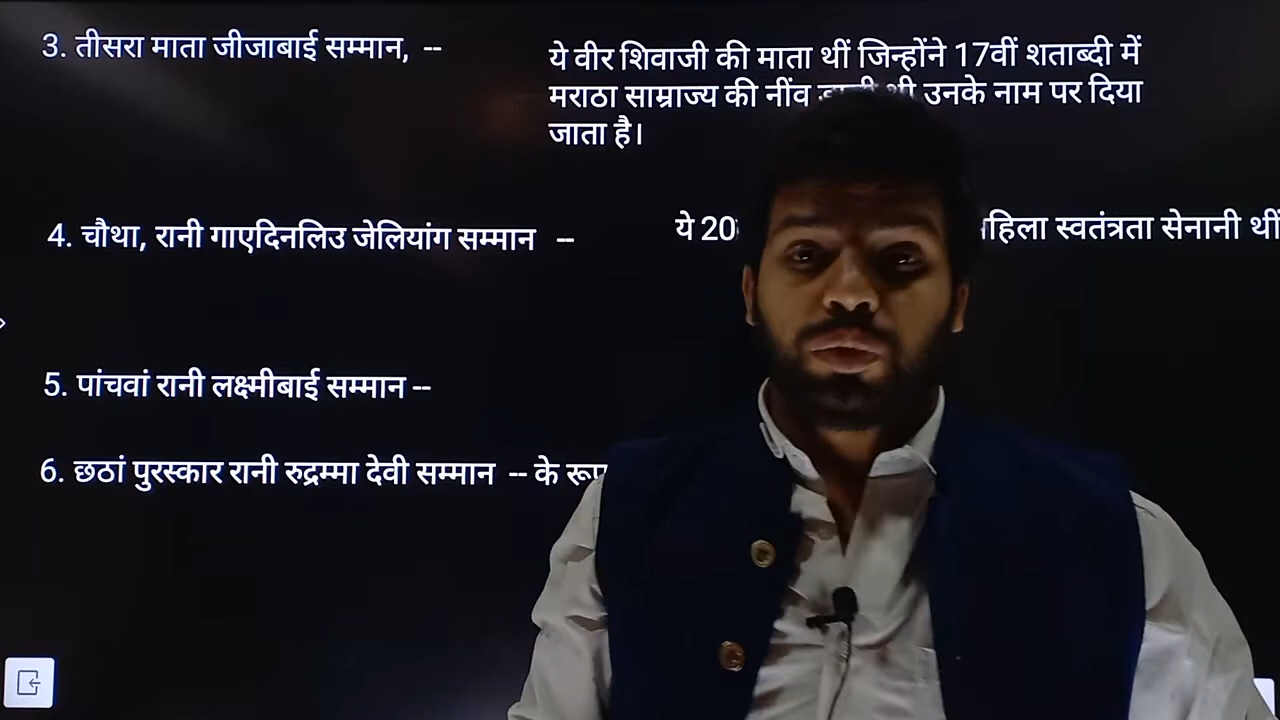 3. तीसरा माता जीजाबाई सम्मान, --
ये वीर शिवाजी की माता थीं जिन्होंने 17वीं शताब्दी में
मराठा साम्राज्य की नींव उनके नाम पर दिया
जाता है।
4. चौथा, रानी गाएदिनलिउ जेलियांग सम्मान --
ये 20 स्वतंत्रता सेनानी थीं
5. पांचवां रानी लक्ष्मीबाई सम्मान --
6. छठां पुरस्कार रानी रुद्रम्मा देवी सम्मान -- के